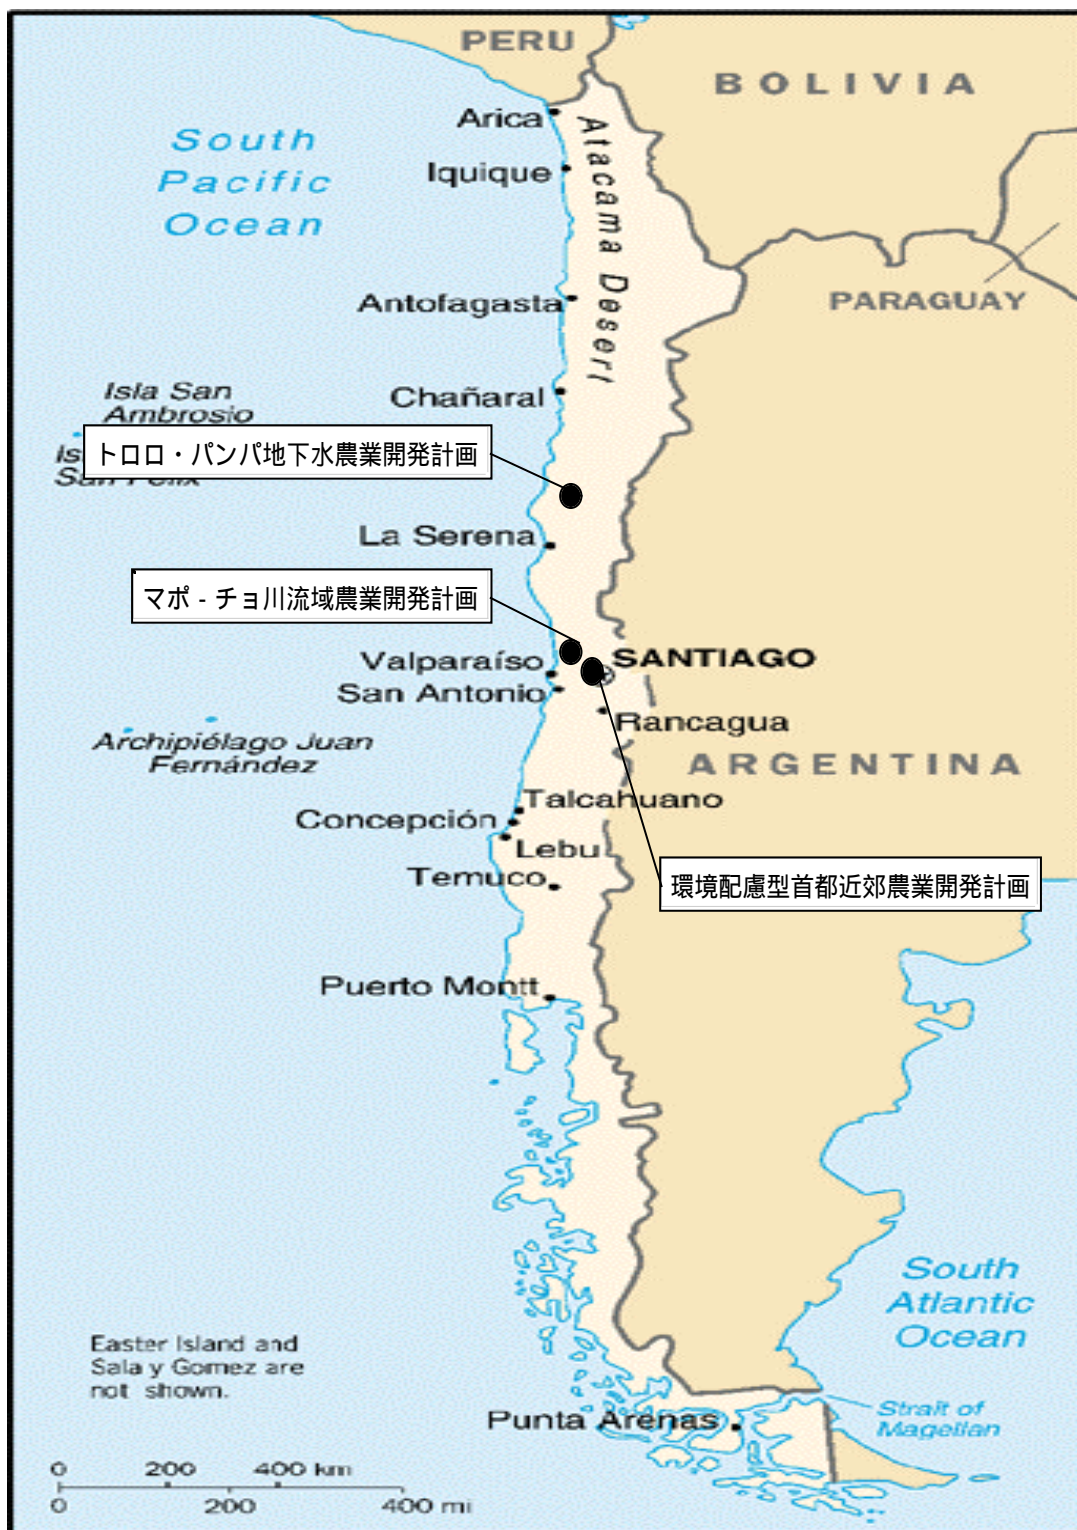 PERU
BOLIVIA
Arica
South
Pacific
Ocean
Iquique
Atacama Desert
Antofagasta
PARAGUAY
Isla San
Ambrosio
Chañaral
トロロ・パンパ地下水農業開発計画
San Felix
La Serena
マポ - チョ川流域農業開発計画
Valparaíso
SANTIAGO
San Antonio
Rancagua
Archipiélago Juan
Fernández
ARGENTINA
Talcahuano
Concepción
Lebu
Temuco
環境配慮型首都近郊農業開発計画
Puerto Montt
South
Atlantic
Ocean
Easter Island and
Sala y Gomez are
not shown.
Strait of
Magellan
Punta Arenas
0 200 400 km
0 200 400 mi